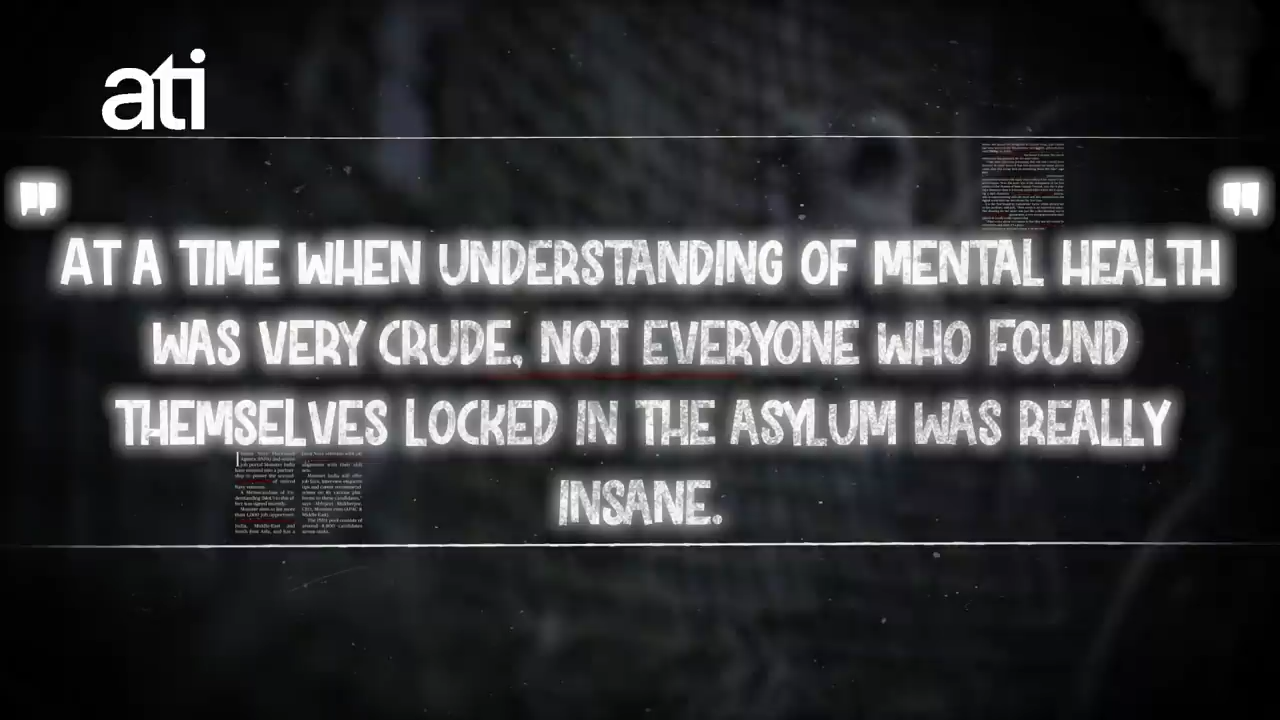 ati
"AT A TIME WHEN UNDERSTANDING OF MENTAL HEALTH
WAS VERY CRUDE, NOT EVERYONE WHO FOUND
THEMSELVES LOCKED IN THE ASYLUM WAS REALLY
INSANE."